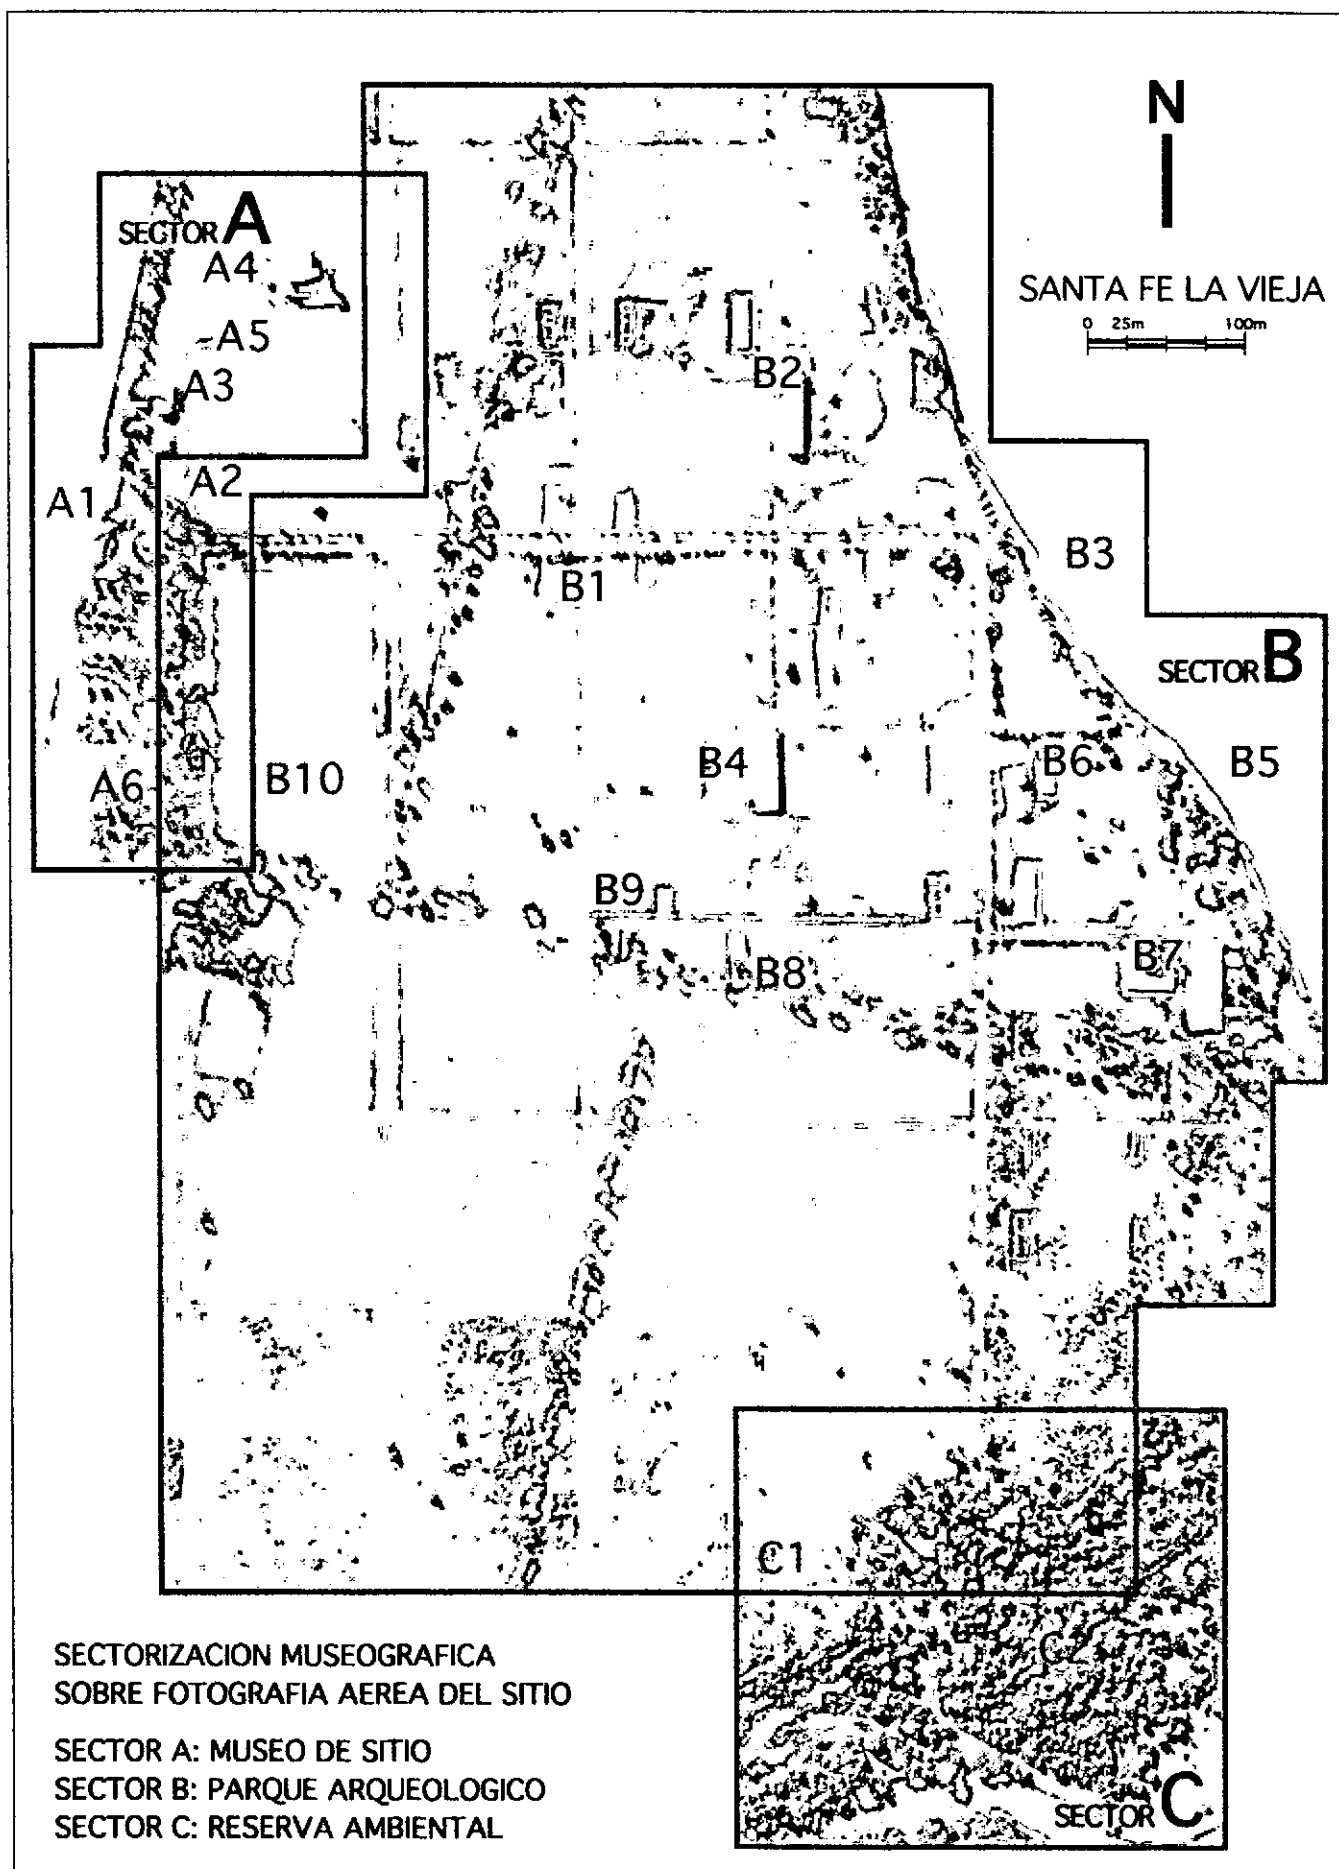 N
SECTOR A
A4
SANTA FE LA VIEJA
0 25m 100m
A5
B2
A3
A2
A1
B3
B1
SECTOR B
B4
B6
B5
A6
B10
B9
B7
B8
C1
C2
SECTORIZACION MUSEOGRAFICA
SOBRE FOTOGRAFIA AEREA DEL SITIO
SECTOR A: MUSEO DE SITIO
SECTOR B: PARQUE ARQUEOLOGICO
SECTOR C: RESERVA AMBIENTAL
SECTOR C